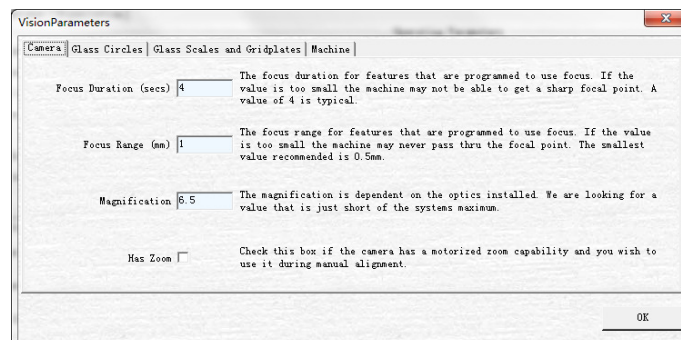 VisionParameters
Camera Glass Circles Glass Scales and Gridplates Machine
Focus Duration (secs) 4 The focus duration for features that are programmed to use focus. If the
value is too small the machine may not be able to get a sharp focal point. A
value of 4 is typical.
Focus Range (mm) 1 The focus range for features that are programmed to use focus. If the value
is too small the machine may never pass thru the focal point. The smallest
value recommended is 0.5mm.
Magnification 6.5 The magnification is dependent on the optics installed. We are looking for a
value that is just short of the systems maximum.
Has Zoom Check this box if the camera has a motorized zoom capability and you wish to
use it during manual alignment.
OK